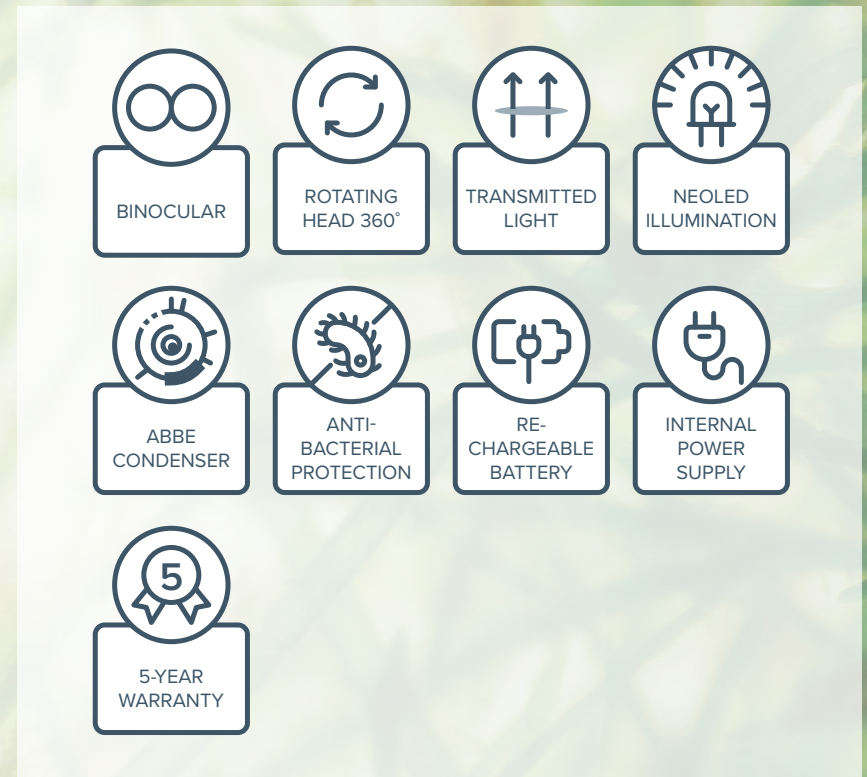 BINOCULAR
ROTATING
HEAD 360°
TRANSMITTED
LIGHT
NEOLED
ILLUMINATION
ABBE
CONDENSER
ANTI-
BACTERIAL
PROTECTION
RE-
CHARGEABLE
BATTERY
INTERNAL
POWER
SUPPLY
5
5-YEAR
WARRANTY